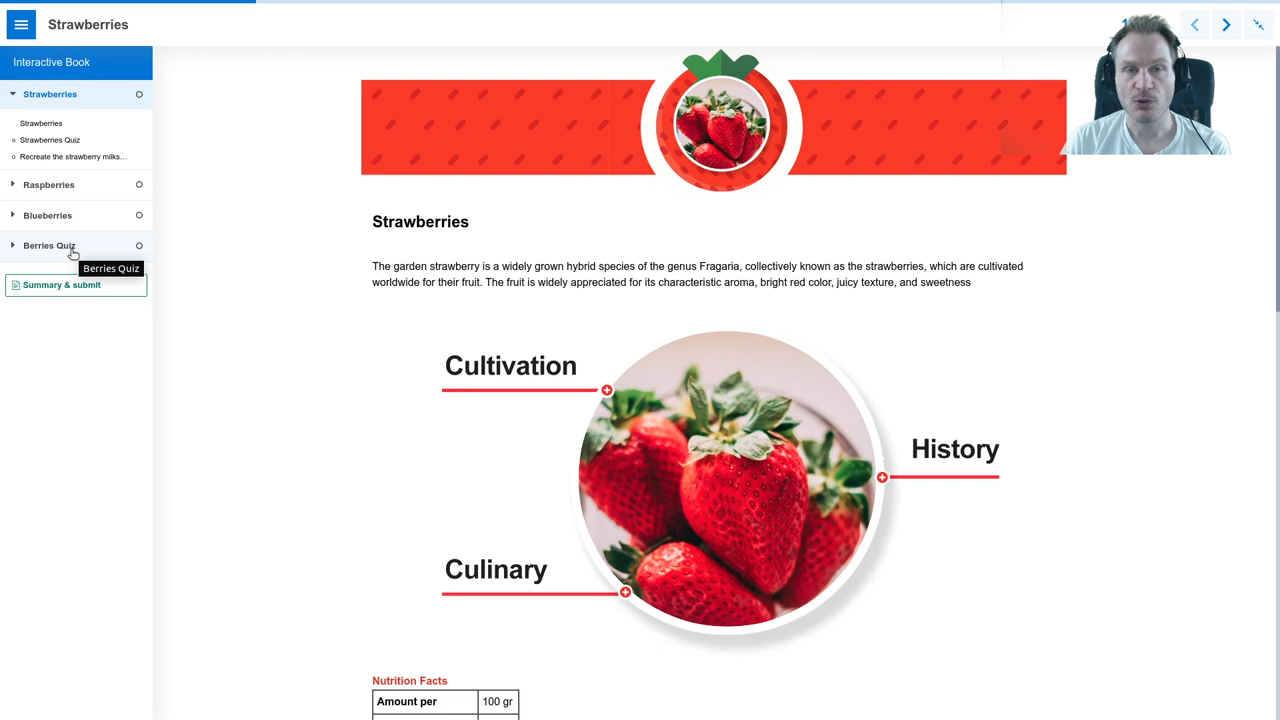 Strawberries
Interactive Book
Strawberries
Strawberries
Strawberries Quiz
Recreate the strawberry milks...
Raspberries
Blueberries
Berries Quiz
Berries Quiz
Summary & submit
Strawberries
The garden strawberry is a widely grown hybrid species of the genus Fragaria, collectively known as the strawberries, which are cultivated
worldwide for their fruit. The fruit is widely appreciated for its characteristic aroma, bright red color, juicy texture, and sweetness
Cultivation
History
Culinary
Nutrition Facts
Amount per 100 gr